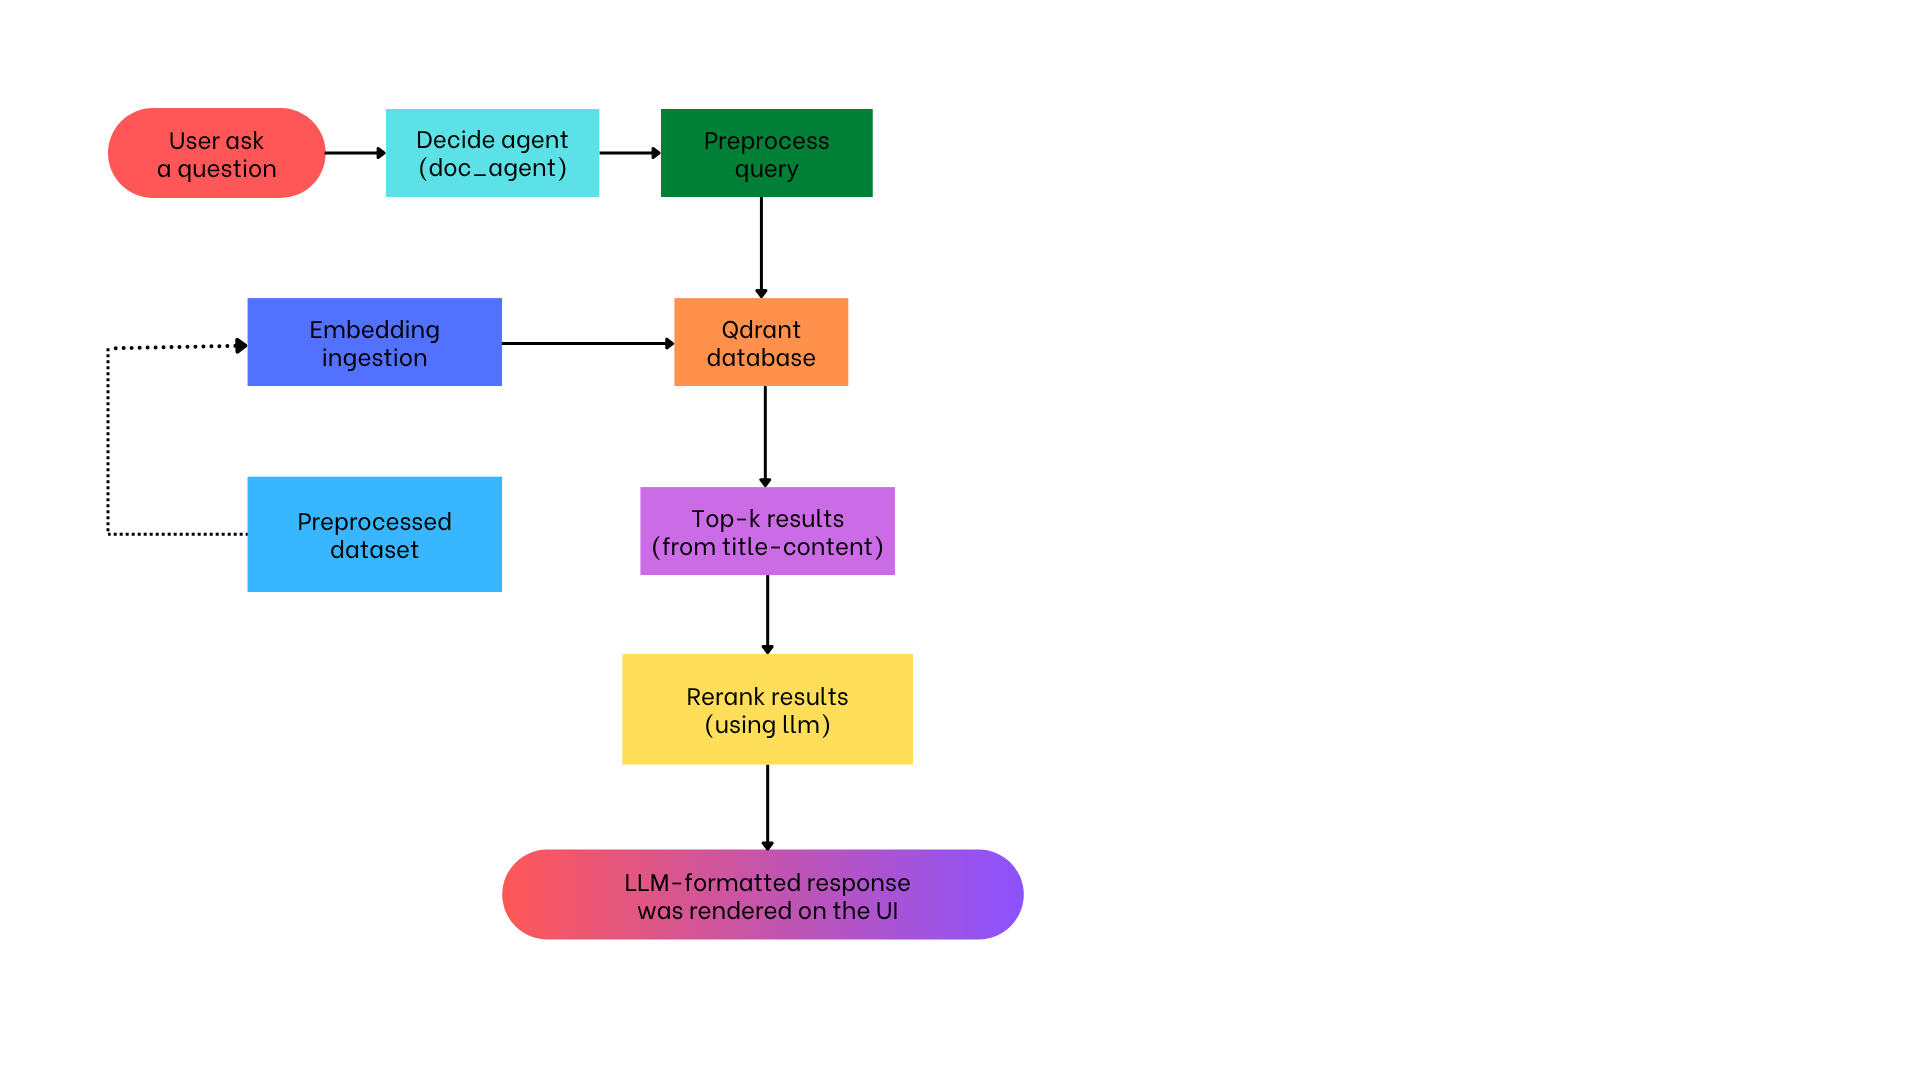 User ask
a question
Decide agent
(doc_agent)
Preprocess
query
Embedding
ingestion
Qdrant
database
Preprocessed
dataset
Top-k results
(from title-content)
Rerank results
(using llm)
LLM-formatted response
was rendered on the UI